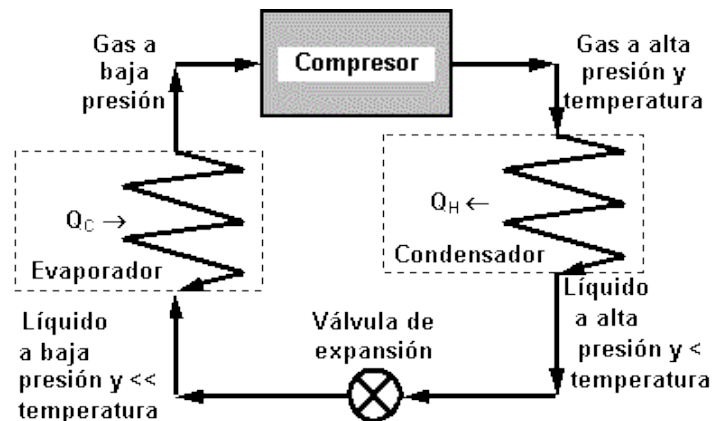 Gas a
baja
presión
Compresor
Gas a alta
presión y
temperatura
Q_C →
Evaporador
Q_H ←
Condensador
Líquido
a baja
presión y <<
temperatura
Válvula de
expansión
Líquido
a alta
presión y <
temperatura